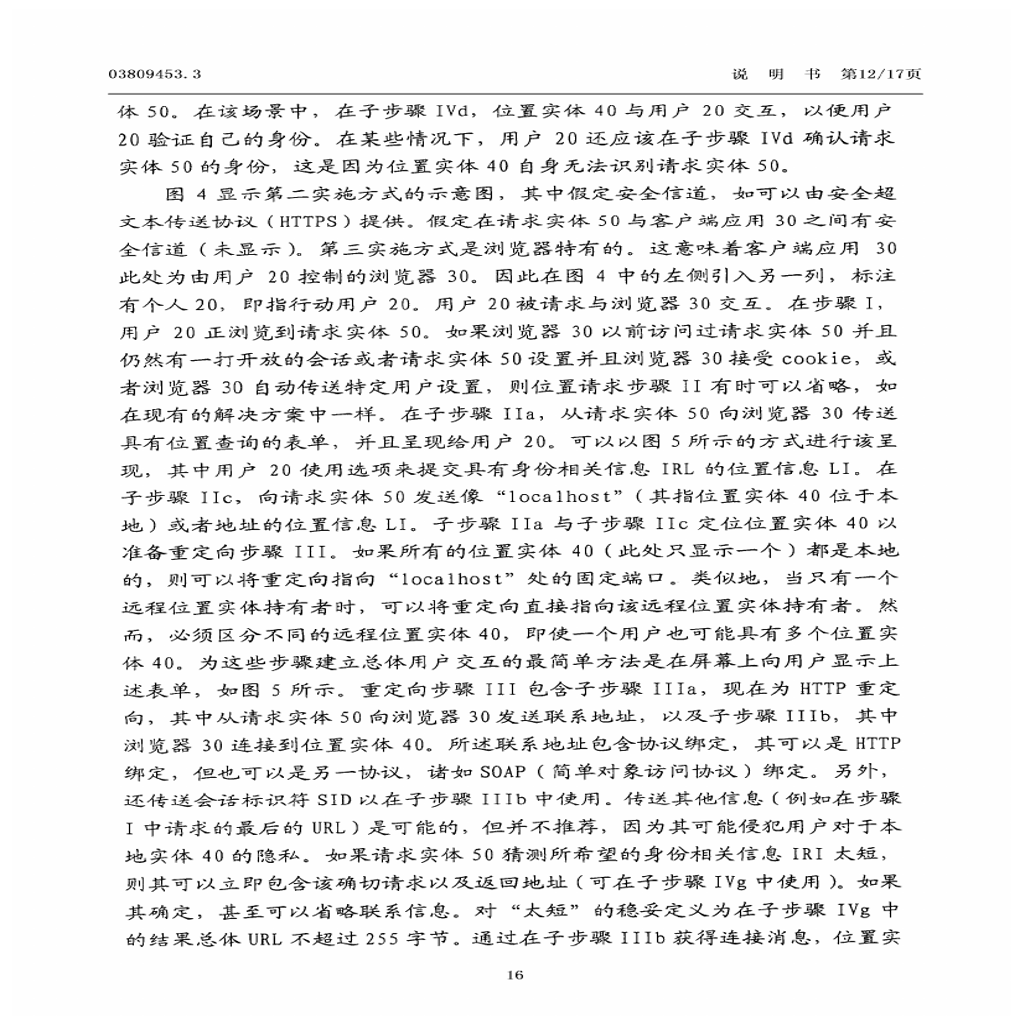 03809453.3
说 明 书 第12/17页
体 50。在该场景中，在子步骤 IVd，位置实体 40 与用户 20 交互，以便用户
20 验证自己的身份。在某些情况下，用户 20 还应该在子步骤 IVd 确认请求
实体 50 的身份，这是因为位置实体 40 自身无法识别请求实体 50。
图 4 显示第二实施方式的示意图，其中假定安全信道，如可以由安全超
文本传送协议（HTTPS）提供。假定在请求实体 50 与客户端应用 30 之间有安
全信道（未显示）。第三实施方式是浏览器特有的。这意味着客户端应用 30
此处为由用户 20 控制的浏览器 30。因此在图 4 中的左侧引入另一列，标注
有个人 20，即指行动用户 20。用户 20 被请求与浏览器 30 交互。在步骤 I，
用户 20 正浏览到请求实体 50。如果浏览器 30 以前访问过请求实体 50 并且
仍然有一打开放的会话或者请求实体 50 设置并且浏览器 30 接受 cookie，或
者浏览器 30 自动传送特定用户设置，则位置请求步骤 II 有时可以省略，如
在现有的解决方案中一样。在子步骤 IIa，从请求实体 50 向浏览器 30 传送
具有位置查询的表单，并且呈现给用户 20。可以以图 5 所示的方式进行该呈
现，其中用户 20 使用选项来提交具有身份相关信息 IRL 的位置信息 LI。在
子步骤 IIc，向请求实体 50 发送像“localhost”（其指位置实体 40 位于本
地）或者地址的位置信息 LI。子步骤 IIa 与子步骤 IIc 定位位置实体 40 以
准备重定向步骤 III。如果所有的位置实体 40（此处只显示一个）都是本地
的，则可以将重定向指向“localhost”处的固定端口。类似地，当只有一个
远程位置实体持有者时，可以将重定向直接指向该远程位置实体持有者。然
而，必须区分不同的远程位置实体 40，即使一个用户也可能具有多个位置实
体 40。为这些步骤建立总体用户交互的最简单方法是在屏幕上向用户显示上
述表单，如图 5 所示。重定向步骤 III 包含子步骤 IIIa，现在为 HTTP 重定
向，其中从请求实体 50 向浏览器 30 发送联系地址，以及子步骤 IIIb，其中
浏览器 30 连接到位置实体 40。所述联系地址包含协议绑定，其可以是 HTTP
绑定，但也可以是另一协议，诸如 SOAP（简单对象访问协议）绑定。另外，
还传送会话标识符 SID 以在子步骤 IIIb 中使用。传送其他信息（例如在步骤
I 中请求的最后的 URL）是可能的，但并不推荐，因为其可能侵犯用户对于本
地实体 40 的隐私。如果请求实体 50 猜测所希望的身份相关信息 IRI 太短，
则其可以立即包含该确切请求以及返回地址（可在子步骤 IVg 中使用）。如果
其确定，甚至可以省略联系信息。对“太短”的稳妥定义为在子步骤 IVg 中
的结果总体 URL 不超过 255 字节。通过在子步骤 IIIb 获得连接消息，位置实
16